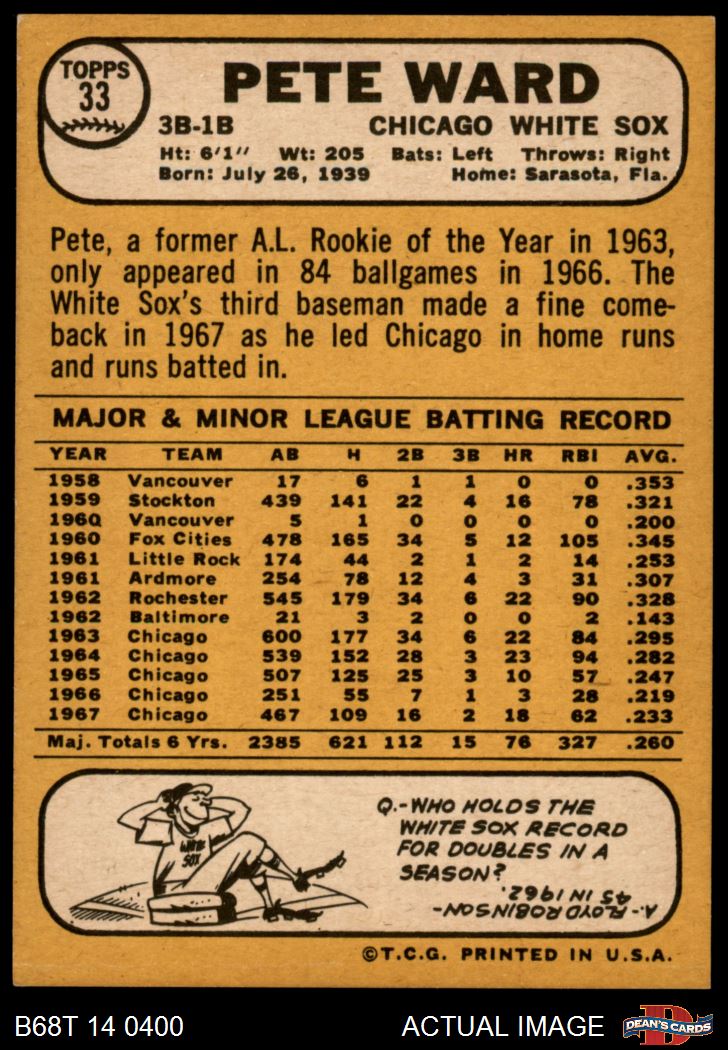 TOPPS
33
PETE WARD
3B-1B CHICAGO WHITE SOX
Ht: 6'1" Wt: 205 Bats: Left Throws: Right
Born: July 26, 1939 Home: Sarasota, Fla.
Pete, a former A.L. Rookie of the Year in 1963,
only appeared in 84 ballgames in 1966. The
White Sox's third baseman made a fine come-
back in 1967 as he led Chicago in home runs
and runs batted in.
MAJOR & MINOR LEAGUE BATTING RECORD
YEAR TEAM AB H 2B 3B HR RBI AVG.
1958 Vancouver 17 6 1 1 0 0 .353
1959 Stockton 439 141 22 4 16 78 .321
1960 Vancouver 5 1 0 0 0 0 .200
1960 Fox Cities 478 165 34 5 12 105 .345
1961 Little Rock 174 44 2 1 2 14 .253
1961 Ardmore 254 78 12 4 3 31 .307
1962 Rochester 545 179 34 6 22 90 .328
1962 Baltimore 21 3 2 0 0 2 .143
1963 Chicago 600 177 34 6 22 84 .295
1964 Chicago 539 152 28 3 23 94 .282
1965 Chicago 507 125 25 3 10 57 .247
1966 Chicago 251 55 7 1 3 28 .219
1967 Chicago 467 109 16 2 18 62 .233
Maj. Totals 6 Yrs. 2385 621 112 15 76 327 .260
WHITE SOX
Q.-WHO HOLDS THE
WHITE SOX RECORD
FOR DOUBLES IN A
SEASON?
A.-FLOYD ROBINSON-
45 IN 1962.
©T.C.G. PRINTED IN U.S.A.
B68T 14 0400 ACTUAL IMAGE
D
DEAN'S CARDS